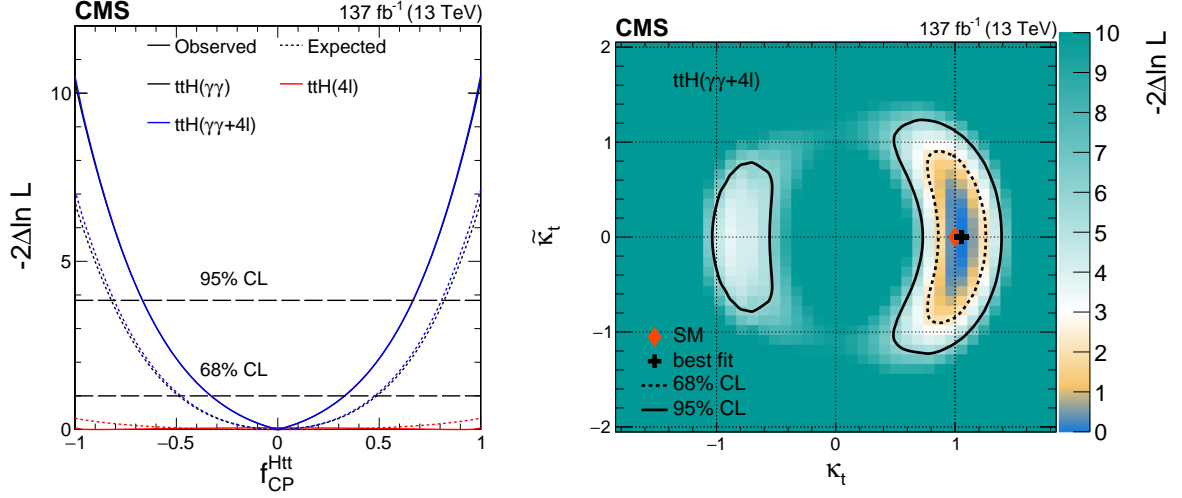 CMS 137 fb⁻¹ (13 TeV)
Observed Expected
ttH(γγ) ttH(4l)
ttH(γγ+4l)
95% CL
68% CL
-2Δln L
10
5
0
−1 −0.5 0 0.5 1
f_CP^Htt
CMS 137 fb⁻¹ (13 TeV)
ttH(γγ+4l)
SM
best fit
68% CL
95% CL
κ̃_t
2
1
0
−1
−2
−1 0 1
κ_t
-2Δln L
10
9
8
7
6
5
4
3
2
1
0